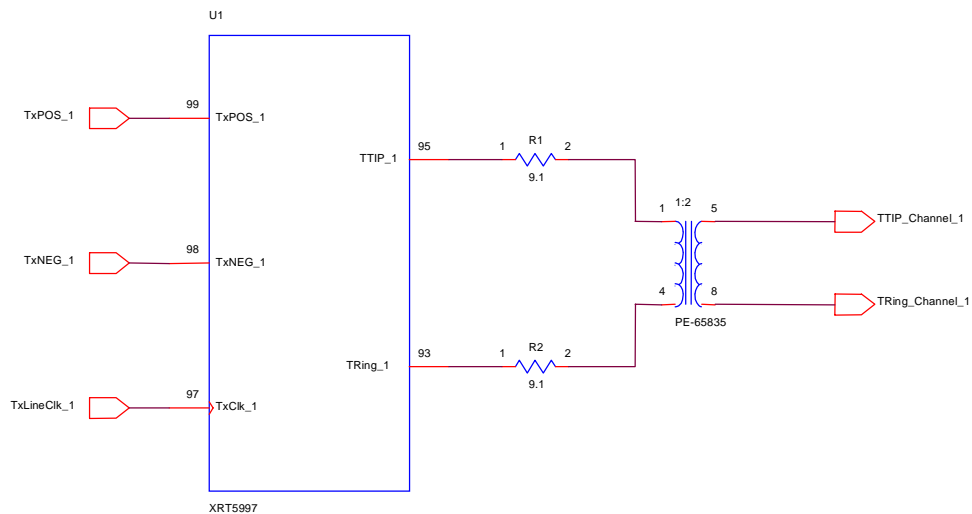 U1
TxPOS_1
99
TxPOS_1
TTIP_1
95
1
R1
2
9.1
1
1:2
5
TTIP_Channel_1
TxNEG_1
98
TxNEG_1
4
8
TRing_Channel_1
PE-65835
TRing_1
93
1
R2
2
9.1
TxLineClk_1
97
TxClk_1
XRT5997